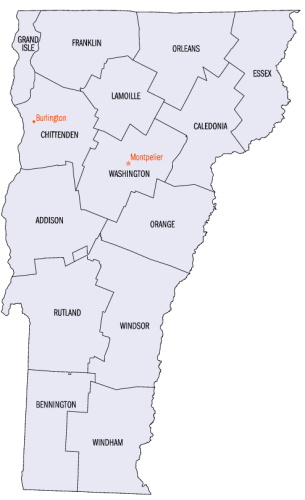 GRAND
ISLE
FRANKLIN
ORLEANS
ESSEX
LAMOILLE
Burlington
CHITTENDEN
CALEDONIA
Montpelier
WASHINGTON
ADDISON
ORANGE
RUTLAND
WINDSOR
BENNINGTON
WINDHAM